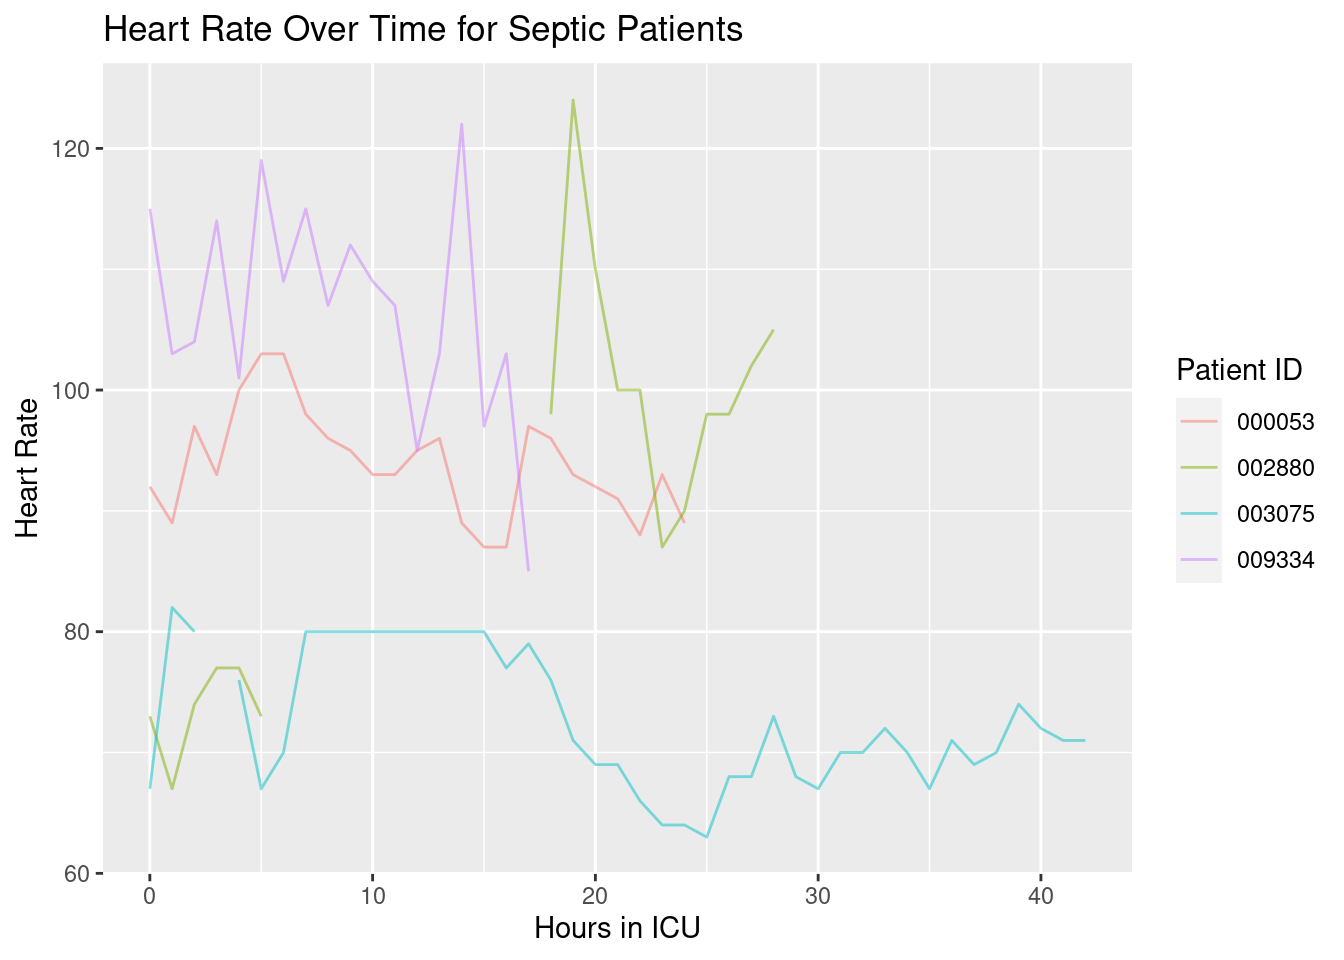 Heart Rate Over Time for Septic Patients
120
100
80
60
Heart Rate
0 10 20 30 40
Hours in ICU
Patient ID
000053
002880
003075
009334